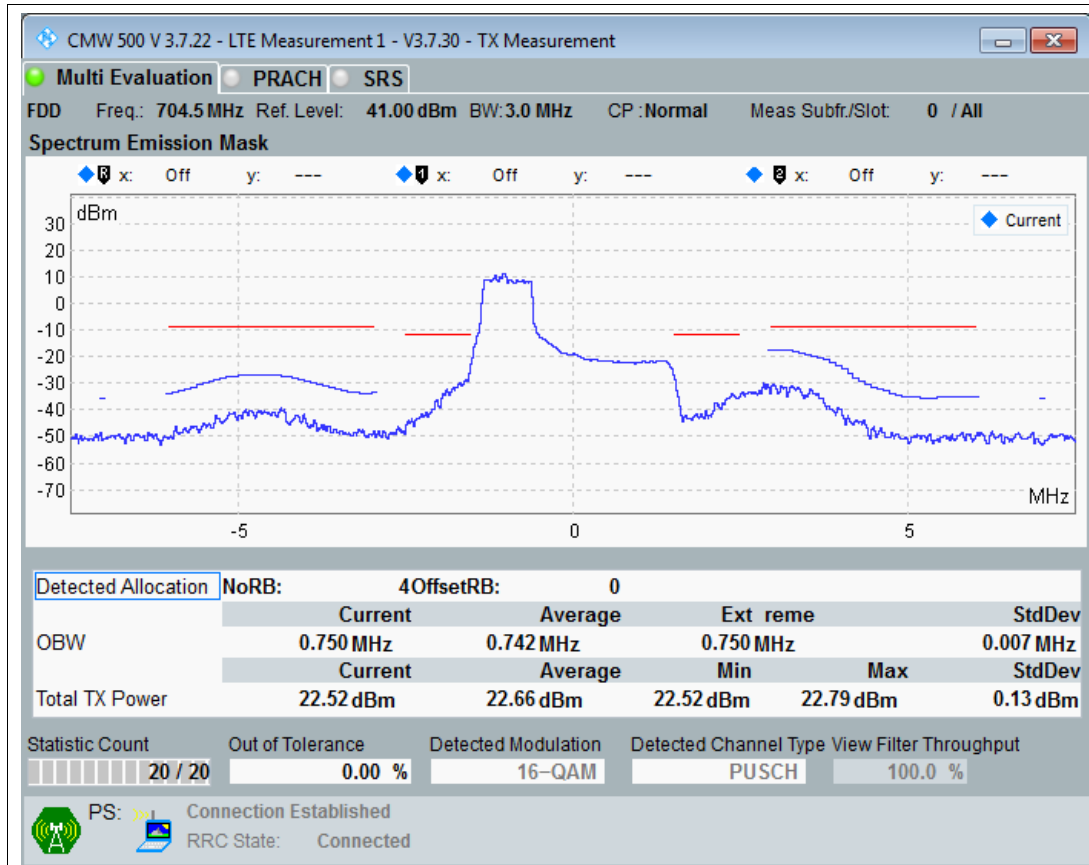 CMW 500 V 3.7.22 - LTE Measurement 1 - V3.7.30 - TX Measurement
Multi Evaluation PRACH SRS
FDD Freq.: 704.5 MHz Ref. Level: 41.00 dBm BW: 3.0 MHz CP : Normal Meas Subfr./Slot: 0 / All
Spectrum Emission Mask
R x: Off y: --- 1 x: Off y: --- 2 x: Off y: ---
dBm
Current
30
20
10
0
-10
-20
-30
-40
-50
-60
-70
MHz
-5 0 5
Detected Allocation NoRB: 4 OffsetRB: 0
Current Average Ext reme StdDev
OBW 0.750 MHz 0.742 MHz 0.750 MHz 0.007 MHz
Current Average Min Max StdDev
Total TX Power 22.52 dBm 22.66 dBm 22.52 dBm 22.79 dBm 0.13 dBm
Statistic Count Out of Tolerance Detected Modulation Detected Channel Type View Filter Throughput
20 / 20 0.00 % 16-QAM PUSCH 100.0 %
PS: Connection Established
RRC State: Connected